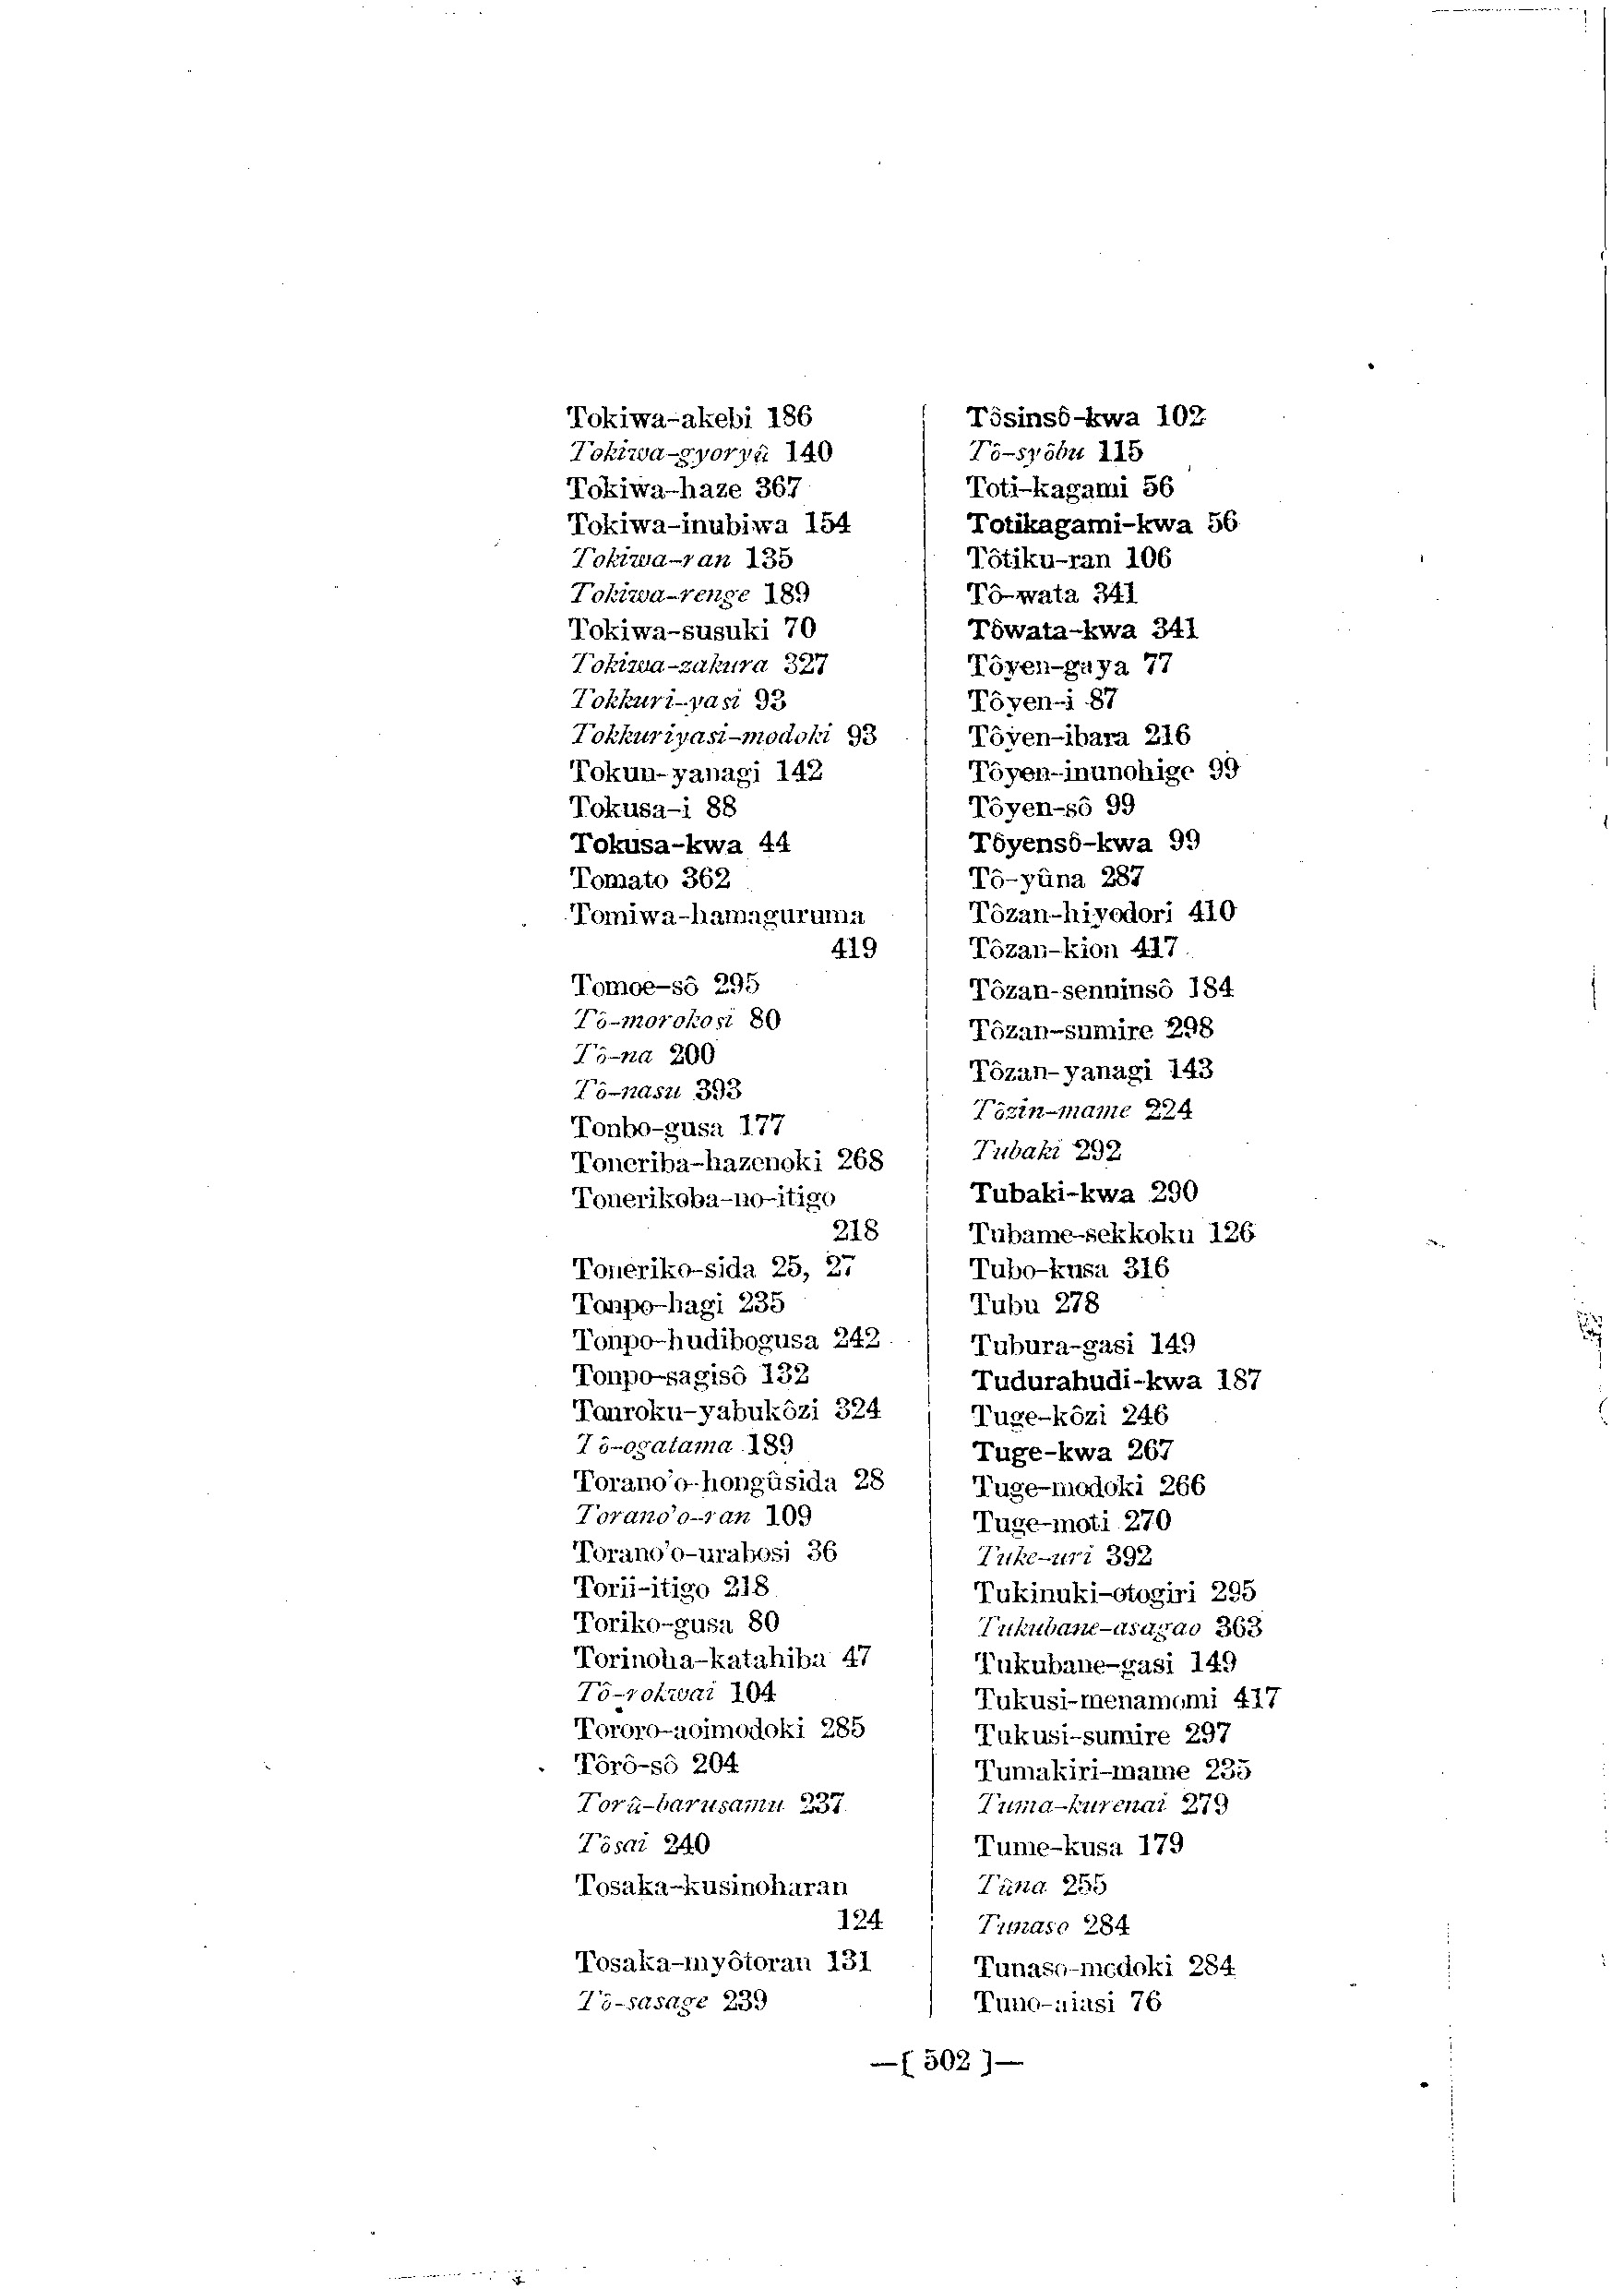 Tokiwa-akebi 186
Tokiwa-gyoryû 140
Tokiwa-haze 367
Tokiwa-inubiwa 154
Tokiwa-ran 135
Tokiwa-renge 189
Tokiwa-susuki 70
Tokiwa-zakura 327
Tokkuri-yasi 93
Tokkuriyasi-modoki 93
Tokun-yanagi 142
Tokusa-i 88
Tokusa-kwa 44
Tomato 362
Tomiwa-hamaguruma
419
Tomoe-sô 295
Tô-morokosi 80
Tô-na 200
Tô-nasu 393
Tonbo-gusa 177
Toneriba-hazenoki 268
Tonerikoba-no-itigo
218
Toneriko-sida 25, 27
Tonpo-hagi 235
Tonpo-hudibogusa 242
Tonpo-sagisô 132
Tonroku-yabukôzi 324
Tô-ogatama 189
Torano'o-hongûsida 28
Torano'o-ran 109
Torano'o-urabosi 36
Torii-itigo 218
Toriko-gusa 80
Torinoha-katahiba 47
Tô-rokwai 104
Tororo-aoimodoki 285
Tôrô-sô 204
Torû-barusamu 237
Tôsai 240
Tosaka-kusinoharan
124
Tosaka-myôtoran 131
Tô-sasage 239
Tôsinsô-kwa 102
Tô-syôbu 115
Toti-kagami 56
Totikagami-kwa 56
Tôtiku-ran 106
Tô-wata 341
Tôwata-kwa 341
Tôyen-gaya 77
Tôyen-i 87
Tôyen-ibara 216
Tôyen-inunohige 99
Tôyen-sô 99
Tôyensô-kwa 99
Tô-yûna 287
Tôzan-hiyodori 410
Tôzan-kion 417
Tôzan-senninsô 184
Tôzan-sumire 298
Tôzan-yanagi 143
Tôzin-mame 224
Tubaki 292
Tubaki-kwa 290
Tubame-sekkoku 126
Tubo-kusa 316
Tubu 278
Tubura-gasi 149
Tudurahudi-kwa 187
Tuge-kôzi 246
Tuge-kwa 267
Tuge-modoki 266
Tuge-moti 270
Tuke-uri 392
Tukinuki-otogiri 295
Tukubane-asagao 363
Tukubane-gasi 149
Tukusi-menamomi 417
Tukusi-sumire 297
Tumakiri-mame 235
Tuma-kurenai 279
Tume-kusa 179
Tûna 255
Tunaso 284
Tunaso-modoki 284
Tuno-aiasi 76
—[ 502 ]—